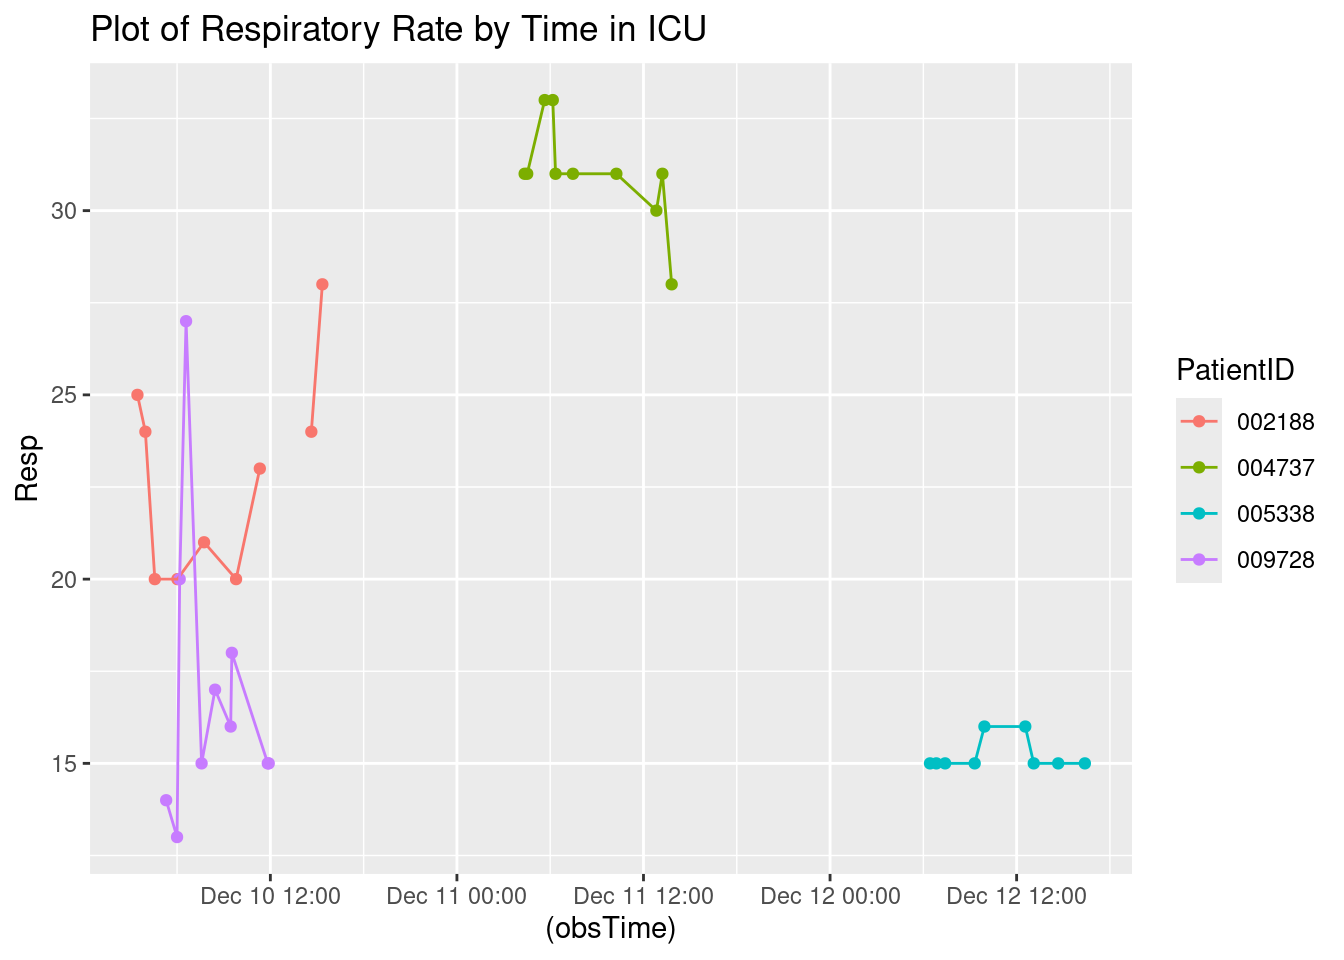 Plot of Respiratory Rate by Time in ICU
30
25
20
15
Resp
Dec 10 12:00 Dec 11 00:00 Dec 11 12:00 Dec 12 00:00 Dec 12 12:00
(obsTime)
PatientID
002188
004737
005338
009728